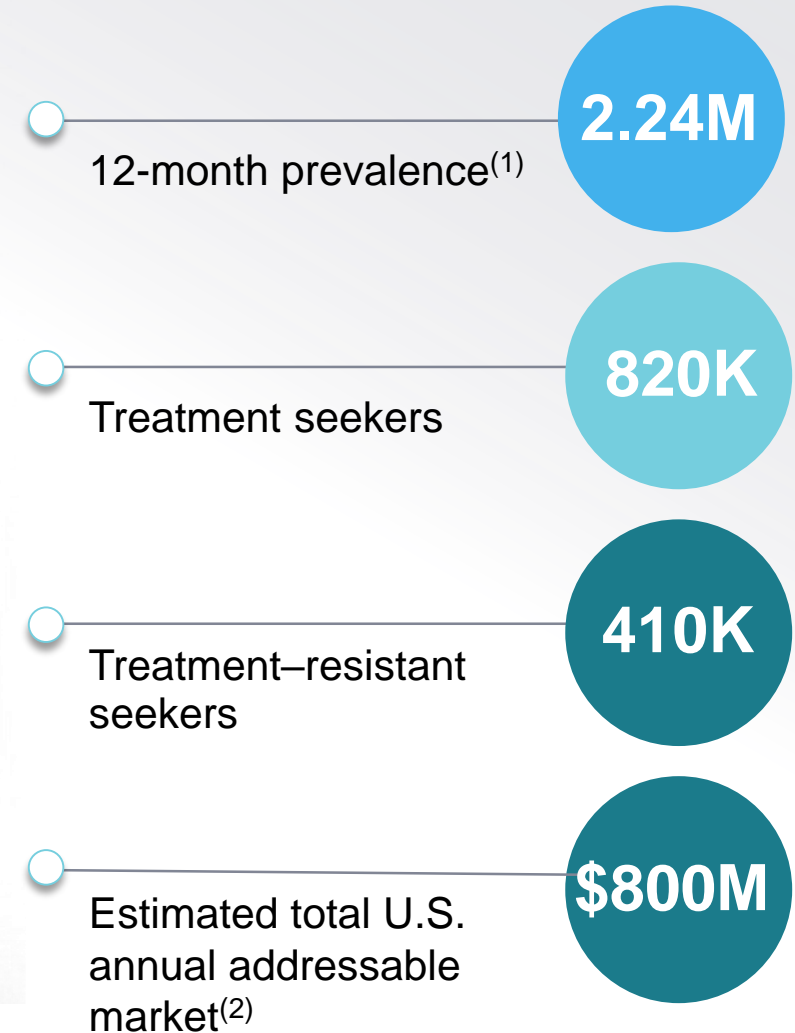 2.24M
12-month prevalence(1)
820K
Treatment seekers
410K
Treatment–resistant
seekers
$800M
Estimated total U.S.
annual addressable
market(2)